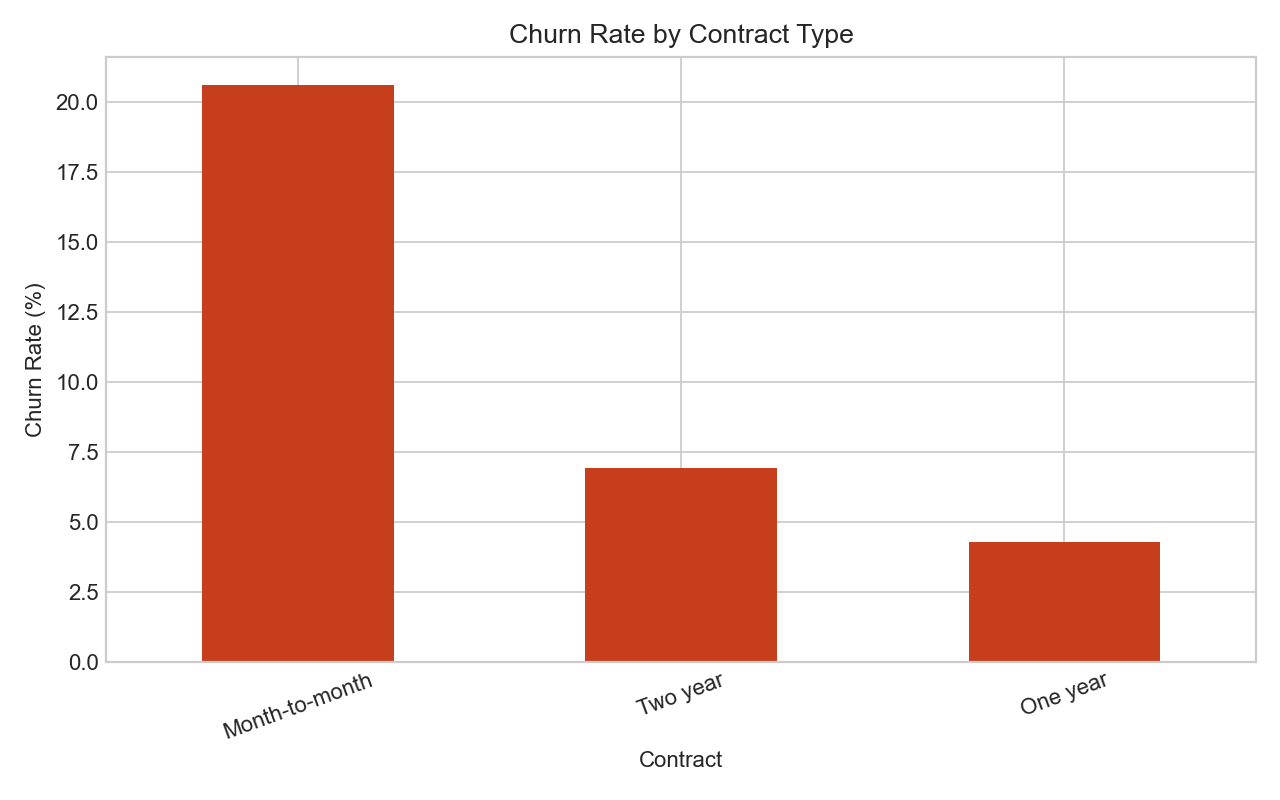 Churn Rate by Contract Type
Churn Rate (%)
20.0
17.5
15.0
12.5
10.0
7.5
5.0
2.5
0.0
Month-to-month
Two year
One year
Contract